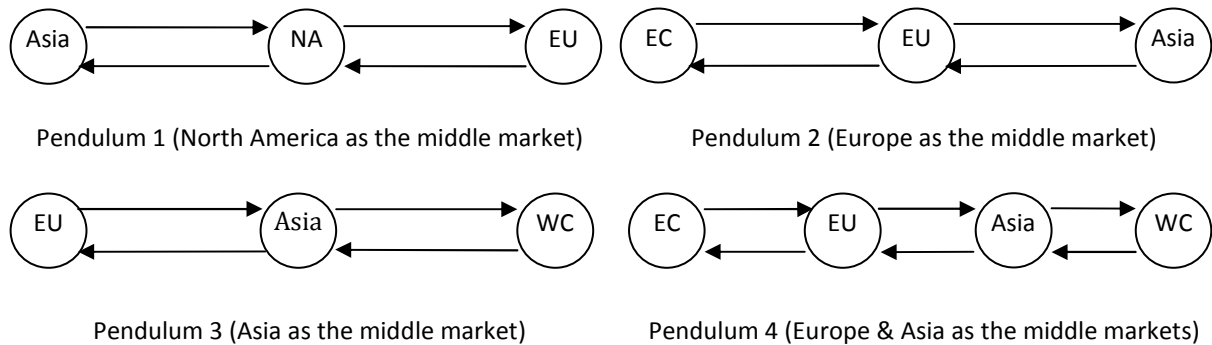 Asia NA EU
EC EU Asia
Pendulum 1 (North America as the middle market)
Pendulum 2 (Europe as the middle market)
EU Asia WC
EC EU Asia WC
Pendulum 3 (Asia as the middle market)
Pendulum 4 (Europe & Asia as the middle markets)